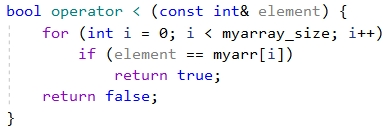 bool operator < (const int& element) {
    for (int i = 0; i < myarray_size; i++)
        if (element == myarr[i])
            return true;
    return false;
}